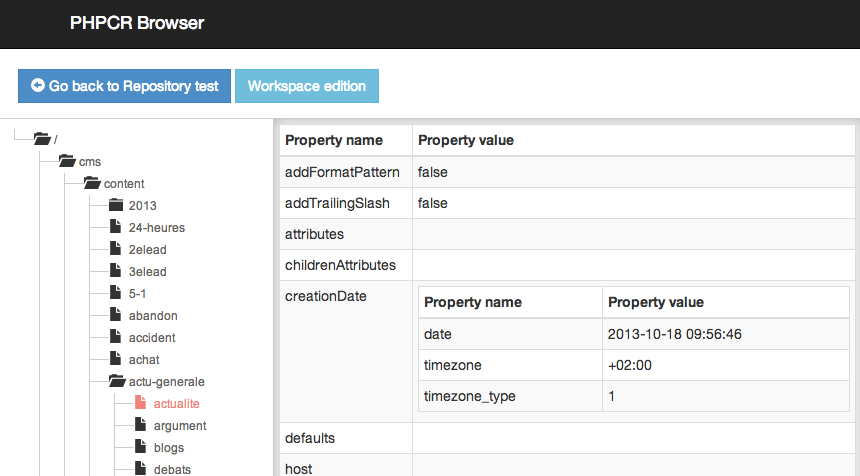 PHPCR Browser
Go back to Repository test
Workspace edition
/
cms
content
2013
24-heures
2elead
3elead
5-1
abandon
accident
achat
actu-generale
actualite
argument
blogs
debats
Property name Property value
addFormatPattern false
addTrailingSlash false
attributes
childrenAttributes
creationDate
Property name Property value
date 2013-10-18 09:56:46
timezone +02:00
timezone_type 1
defaults
host